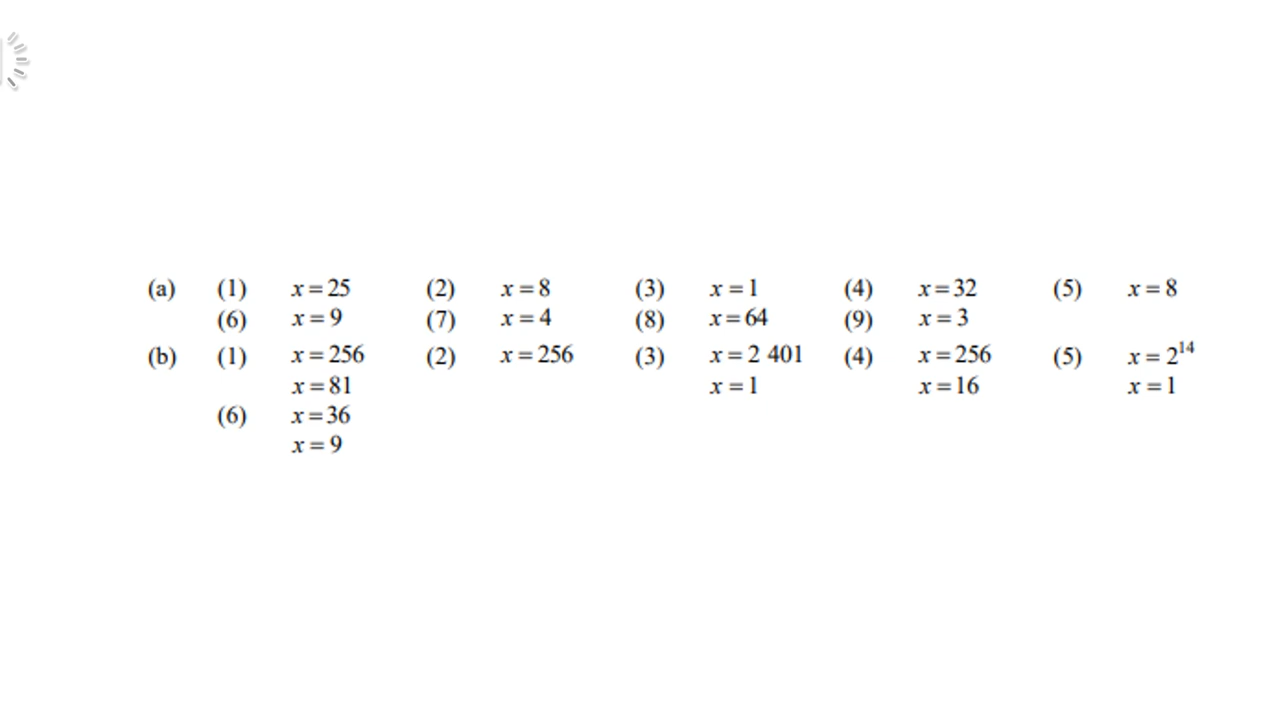 (a) (1) x = 25 (2) x = 8 (3) x = 1 (4) x = 32 (5) x = 8
(6) x = 9 (7) x = 4 (8) x = 64 (9) x = 3
(b) (1) x = 256 (2) x = 256 (3) x = 2 401 (4) x = 256 (5) x = 2¹⁴
x = 81 x = 1 x = 16 x = 1
(6) x = 36
x = 9